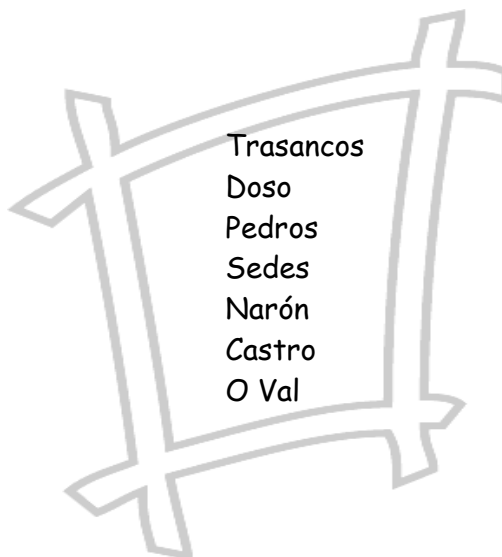 Trasancos
Doso
Pedros
Sedes
Narón
Castro
O Val